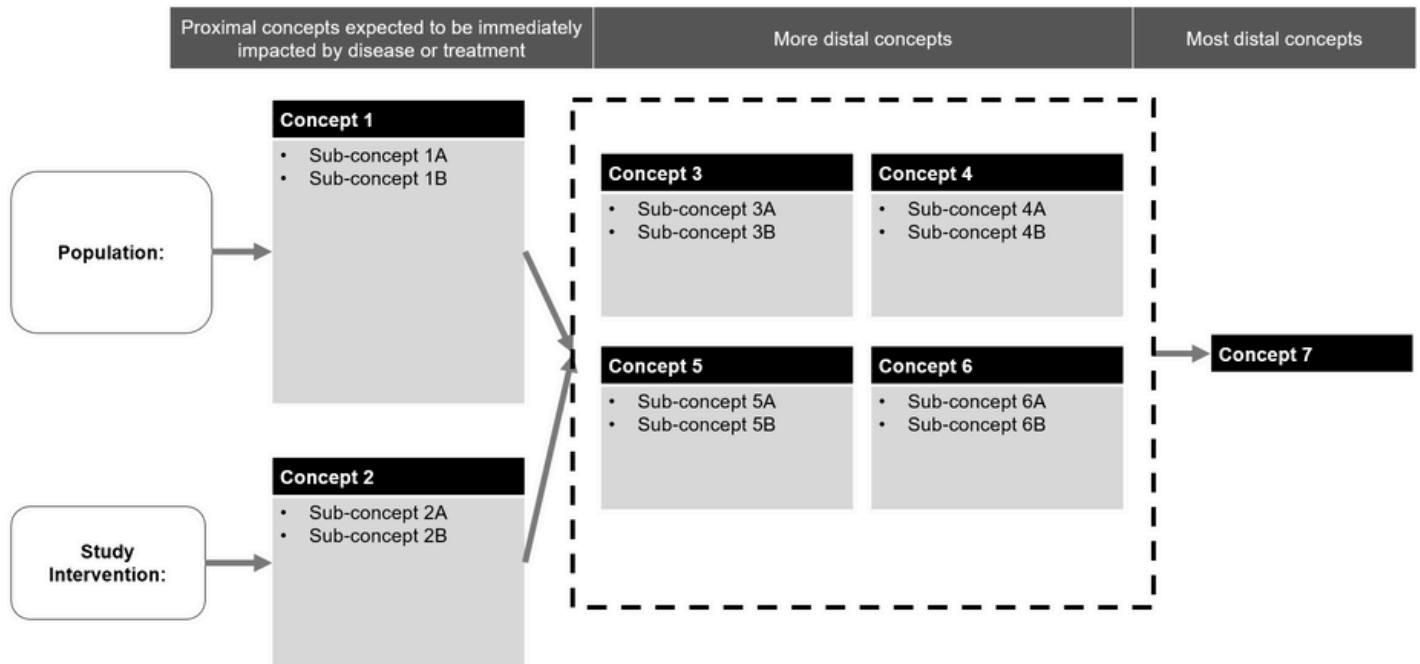 Proximal concepts expected to be immediately
impacted by disease or treatment
More distal concepts
Most distal concepts
Population:
Concept 1
• Sub-concept 1A
• Sub-concept 1B
Study
Intervention:
Concept 2
• Sub-concept 2A
• Sub-concept 2B
Concept 3
• Sub-concept 3A
• Sub-concept 3B
Concept 4
• Sub-concept 4A
• Sub-concept 4B
Concept 5
• Sub-concept 5A
• Sub-concept 5B
Concept 6
• Sub-concept 6A
• Sub-concept 6B
Concept 7